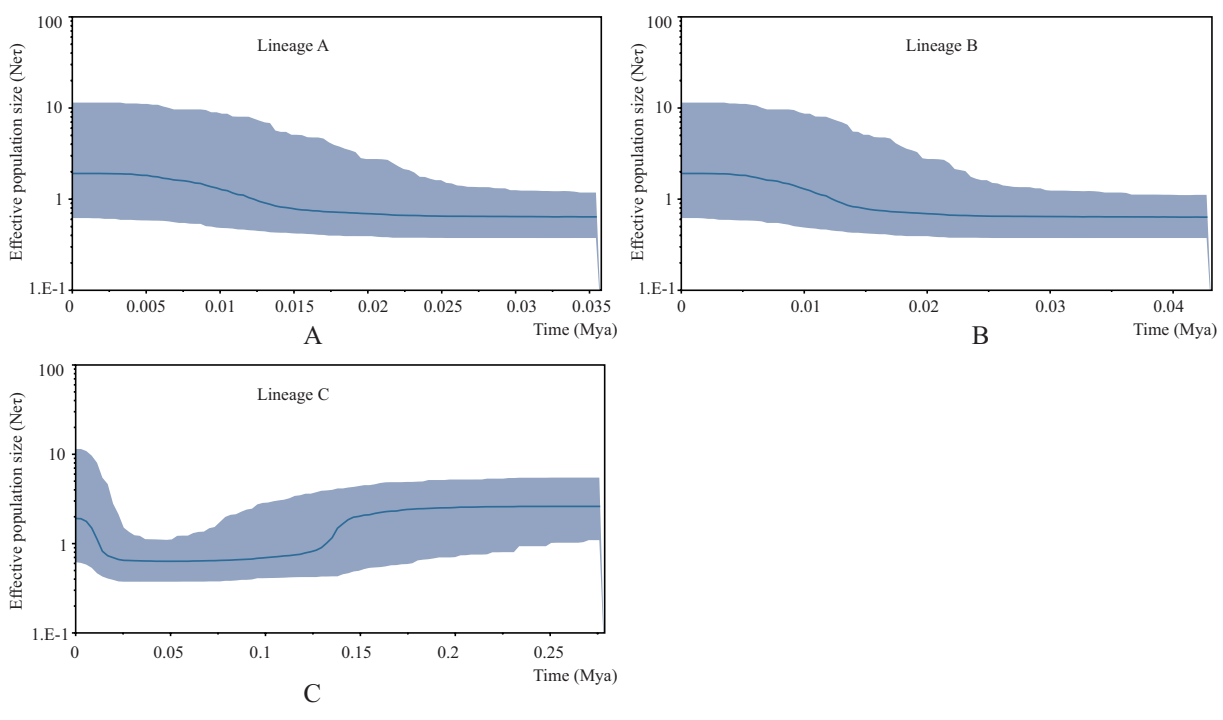 Effective population size (Neτ)
100
10
1
1.E-1
Lineage A
0 0.005 0.01 0.015 0.02 0.025 0.03 0.035
Time (Mya)
A
Effective population size (Neτ)
100
10
1
1.E-1
Lineage B
0 0.01 0.02 0.03 0.04
Time (Mya)
B
Effective population size (Neτ)
100
10
1
1.E-1
Lineage C
0 0.05 0.1 0.15 0.2 0.25
Time (Mya)
C